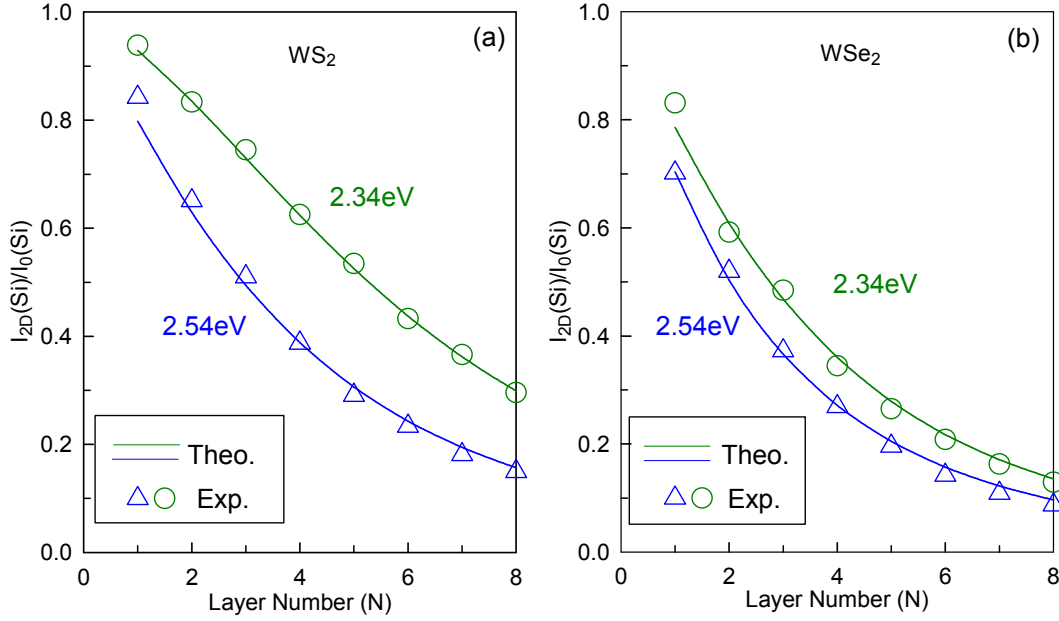 (a)
WS2
I2D(Si)/I0(Si)
1.0
0.8
0.6
0.4
0.2
0.0
2.34eV
2.54eV
Theo.
Exp.
0 2 4 6 8
Layer Number (N)
(b)
WSe2
I2D(Si)/I0(Si)
1.0
0.8
0.6
0.4
0.2
0.0
2.34eV
2.54eV
Theo.
Exp.
0 2 4 6 8
Layer Number (N)